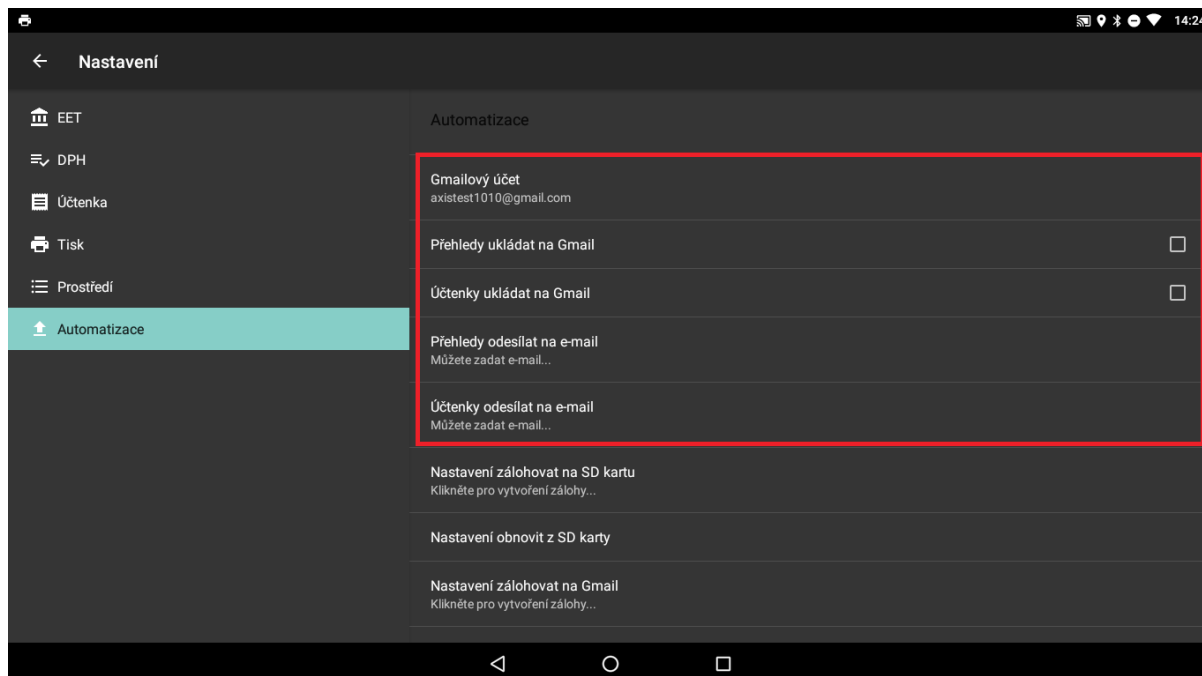 14:24
Nastavení
EET
DPH
Účtenka
Tisk
Prostředí
Automatizace
Automatizace
Gmailový účet
axistest1010@gmail.com
Přehledy ukládat na Gmail
Účtenky ukládat na Gmail
Přehledy odesílat na e-mail
Můžete zadat e-mail...
Účtenky odesílat na e-mail
Můžete zadat e-mail...
Nastavení zálohovat na SD kartu
Klikněte pro vytvoření zálohy...
Nastavení obnovit z SD karty
Nastavení zálohovat na Gmail
Klikněte pro vytvoření zálohy...